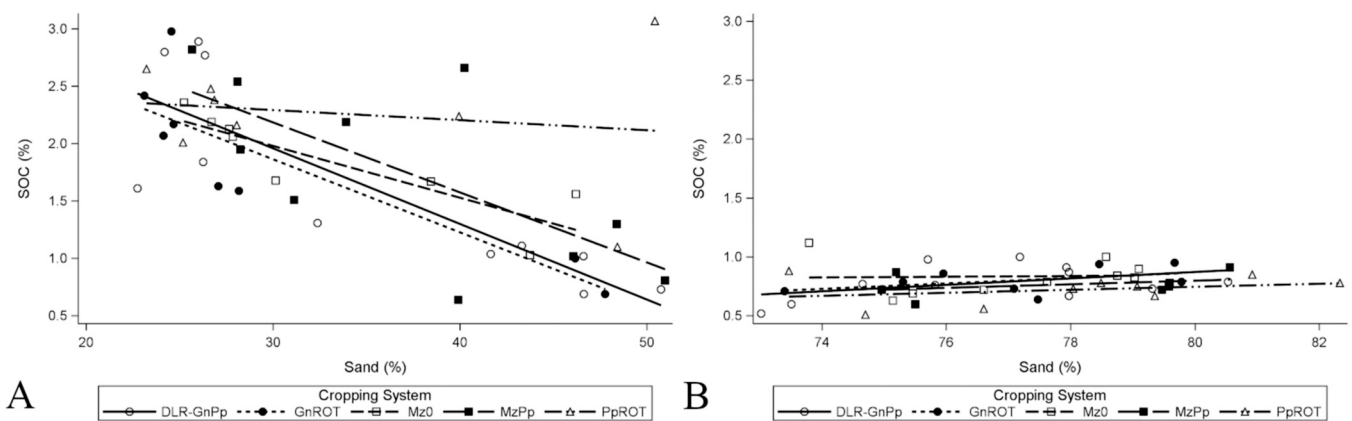 3.0
2.5
2.0
1.5
1.0
0.5
SOC (%)
20 30 40 50
Sand (%)
A
Cropping System
DLR-GnPp GnROT Mz0 MzPp PpROT
3.0
2.5
2.0
1.5
1.0
0.5
SOC (%)
74 76 78 80 82
Sand (%)
B
Cropping System
DLR-GnPp GnROT Mz0 MzPp PpROT